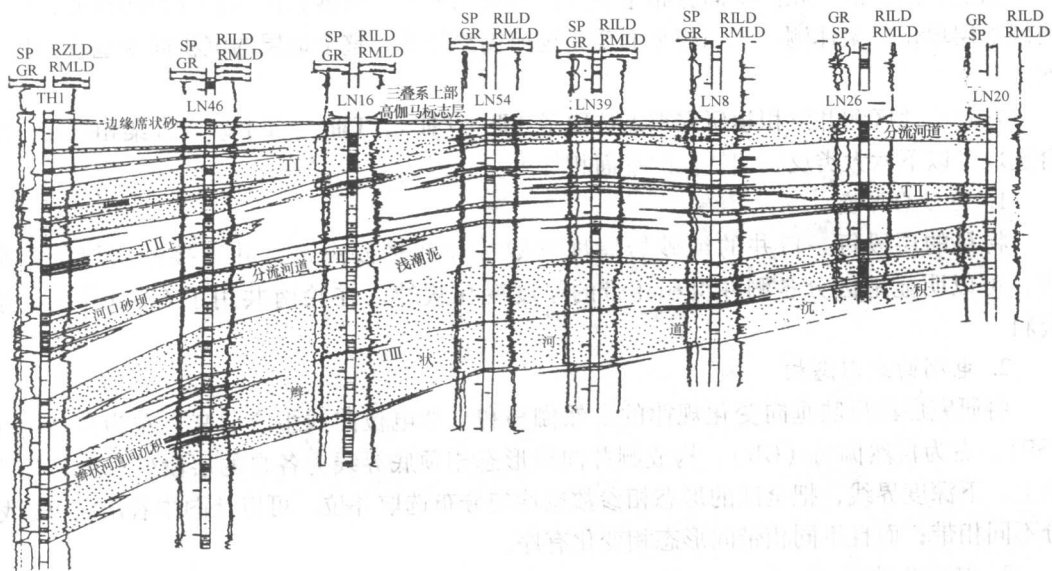 SP GR RZLD RMLD
SP GR RILD RMLD
SP GR RILD RMLD
SP GR RILD RMLD
SP GR RILD RMLD
SP GR RILD RMLD
GR SP RILD RMLD
GR SP RILD RMLD
TH1
LN46
LN16
LN54
LN39
LN8
LN26
LN20
三叠系上部
高伽马标志层
边缘席状砂
分流河道
TⅠ
TⅡ
TⅡ
TⅡ
河口砂坝
分流河道
浅潮泥
TⅢ
辫状河道沉积
辫状河道间沉积